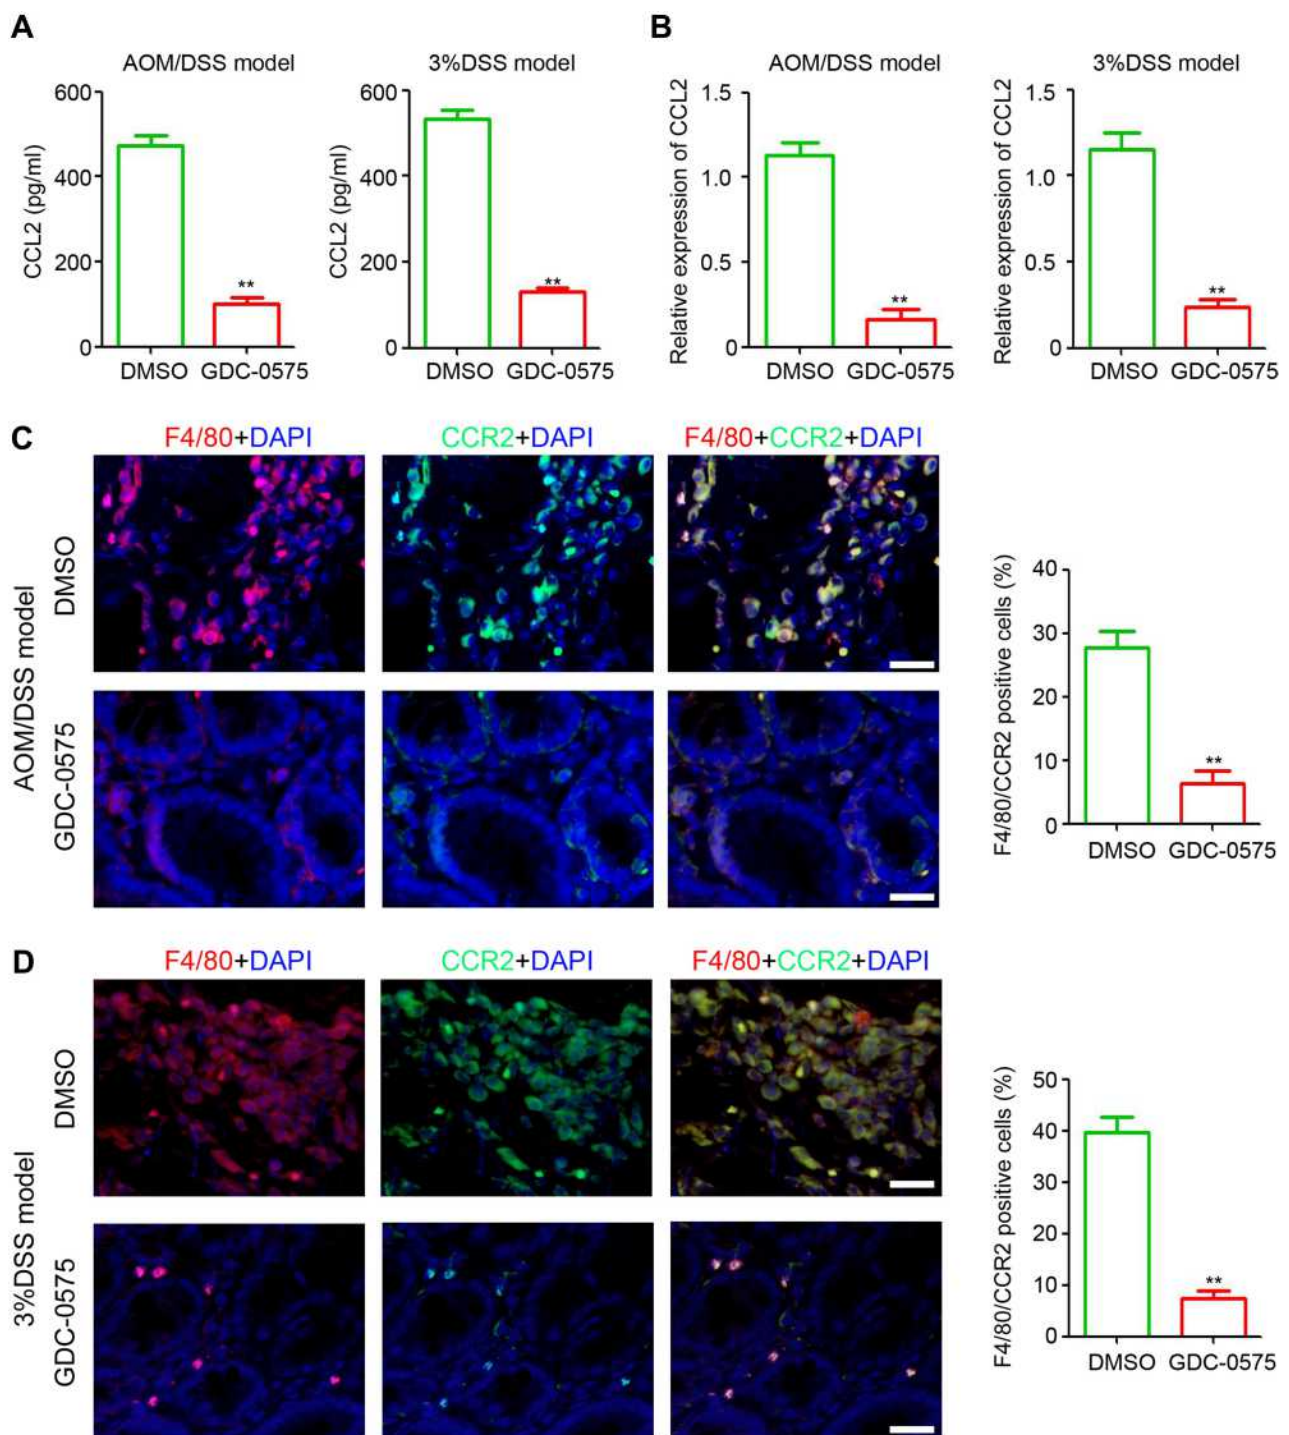 A
B
AOM/DSS model
3%DSS model
AOM/DSS model
3%DSS model
CCL2 (pg/ml)
600
400
200
0
**
DMSO
GDC-0575
CCL2 (pg/ml)
600
400
200
0
**
DMSO
GDC-0575
Relative expression of CCL2
1.5
1.0
0.5
0
**
DMSO
GDC-0575
Relative expression of CCL2
1.5
1.0
0.5
0
**
DMSO
GDC-0575
C
F4/80+DAPI
CCR2+DAPI
F4/80+CCR2+DAPI
AOM/DSS model
DMSO
GDC-0575
F4/80/CCR2 positive cells (%)
40
30
20
10
0
**
DMSO
GDC-0575
D
F4/80+DAPI
CCR2+DAPI
F4/80+CCR2+DAPI
3%DSS model
DMSO
GDC-0575
F4/80/CCR2 positive cells (%)
50
40
30
20
10
0
**
DMSO
GDC-0575